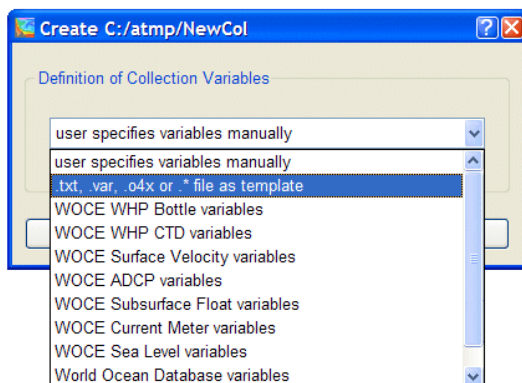 Create C:/atmp/NewCol
Definition of Collection Variables
user specifies variables manually
user specifies variables manually
.txt, .var, .o4x or .* file as template
WOCE WHP Bottle variables
WOCE WHP CTD variables
WOCE Surface Velocity variables
WOCE ADCP variables
WOCE Subsurface Float variables
WOCE Current Meter variables
WOCE Sea Level variables
World Ocean Database variables